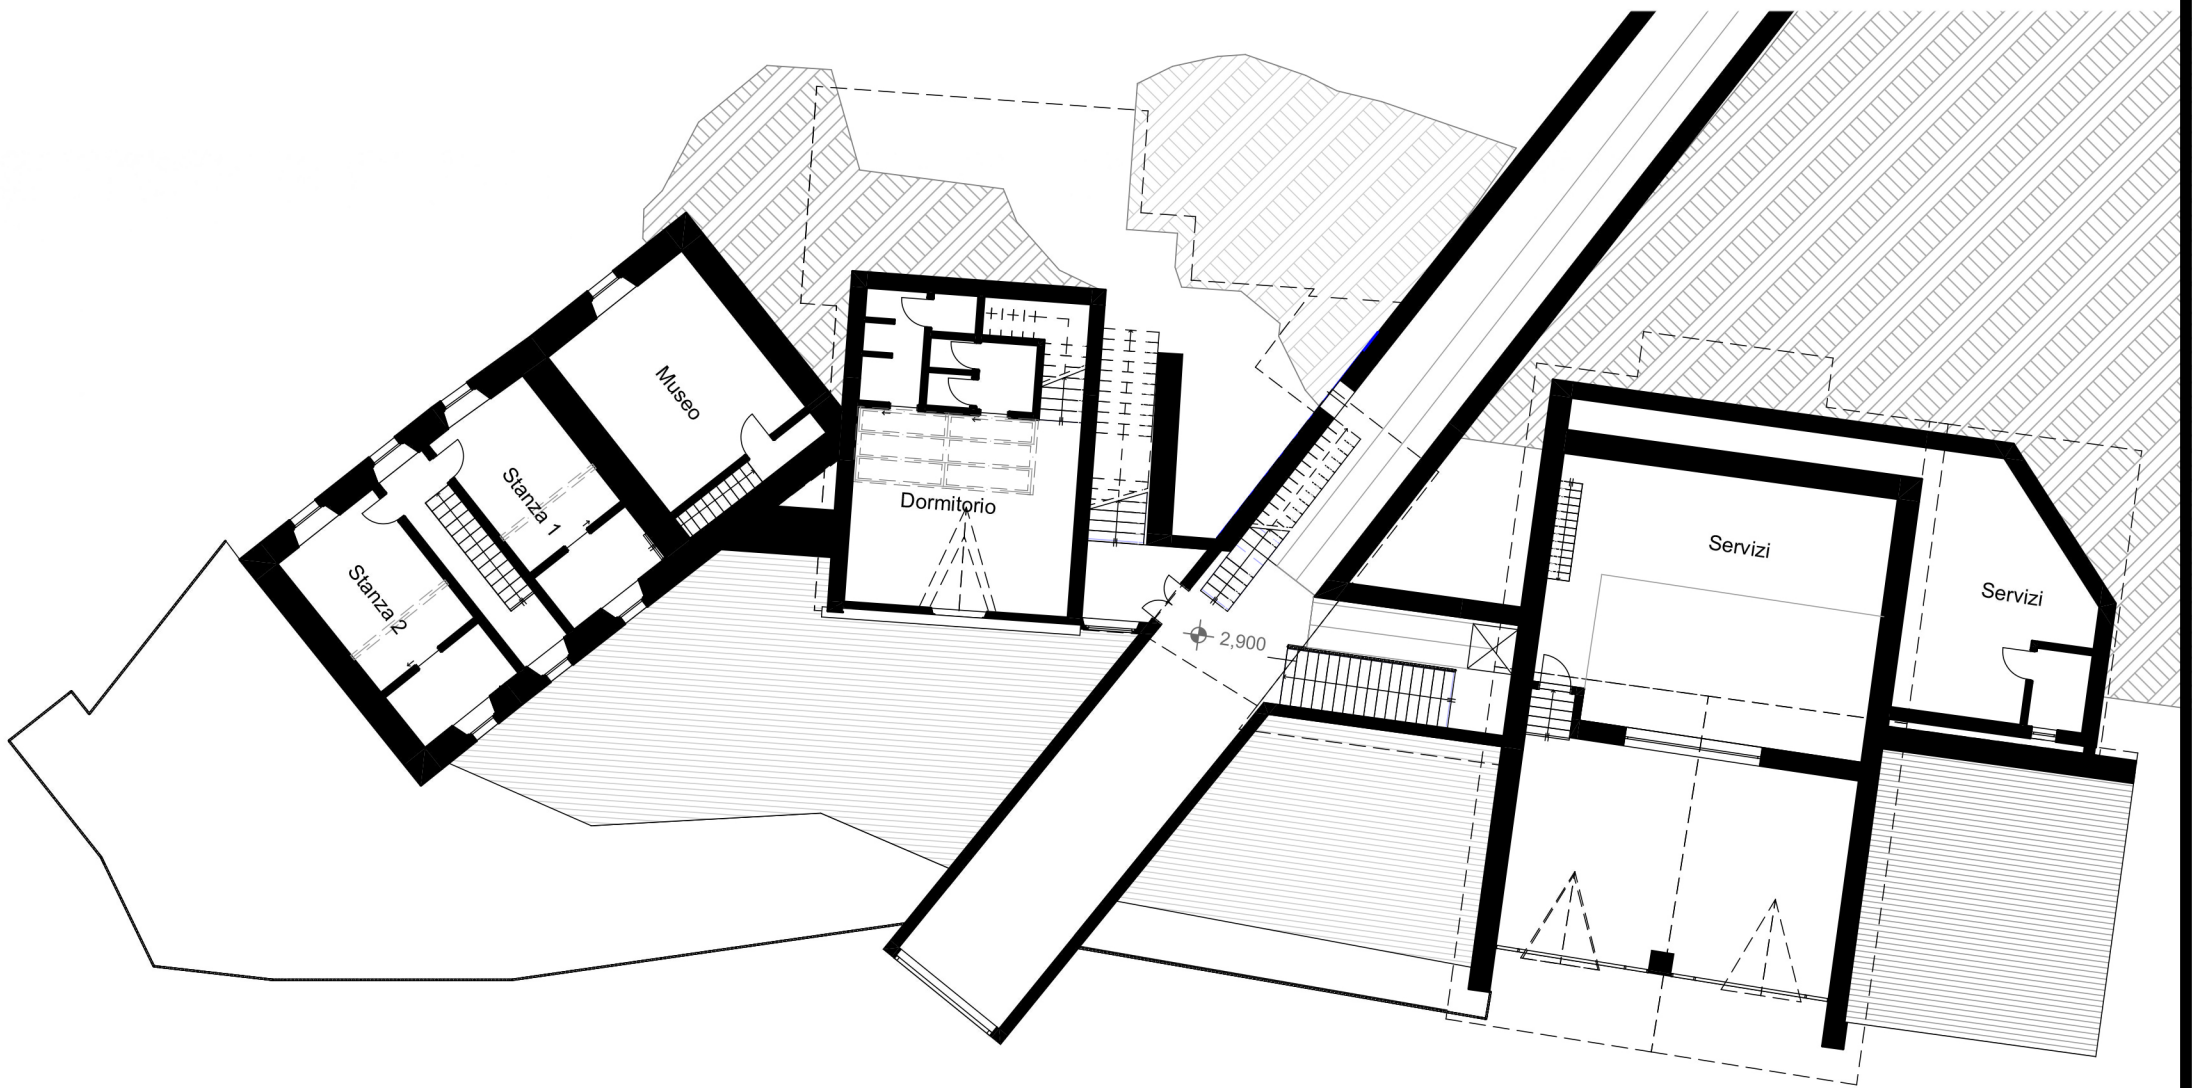 Museo
Stanza 1
Stanza 2
Dormitorio
2,900
Servizi
Servizi